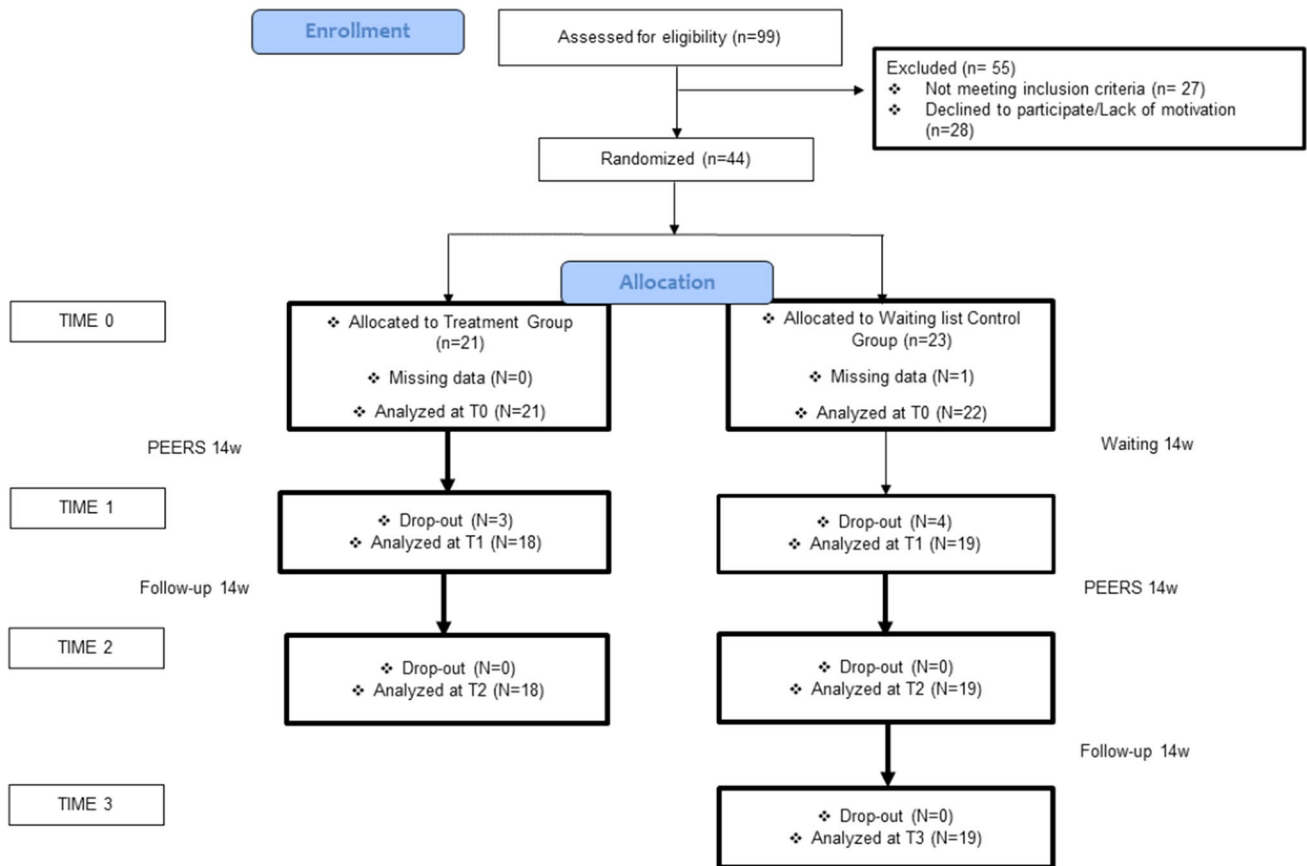 Enrollment
Assessed for eligibility (n=99)
Excluded (n= 55)
❖ Not meeting inclusion criteria (n= 27)
❖ Declined to participate/Lack of motivation
(n=28)
Randomized (n=44)
Allocation
TIME 0
❖ Allocated to Treatment Group
(n=21)
❖ Missing data (N=0)
❖ Analyzed at T0 (N=21)
❖ Allocated to Waiting list Control
Group (n=23)
❖ Missing data (N=1)
❖ Analyzed at T0 (N=22)
PEERS 14w
Waiting 14w
TIME 1
❖ Drop-out (N=3)
❖ Analyzed at T1 (N=18)
❖ Drop-out (N=4)
❖ Analyzed at T1 (N=19)
Follow-up 14w
PEERS 14w
TIME 2
❖ Drop-out (N=0)
❖ Analyzed at T2 (N=18)
❖ Drop-out (N=0)
❖ Analyzed at T2 (N=19)
Follow-up 14w
TIME 3
❖ Drop-out (N=0)
❖ Analyzed at T3 (N=19)